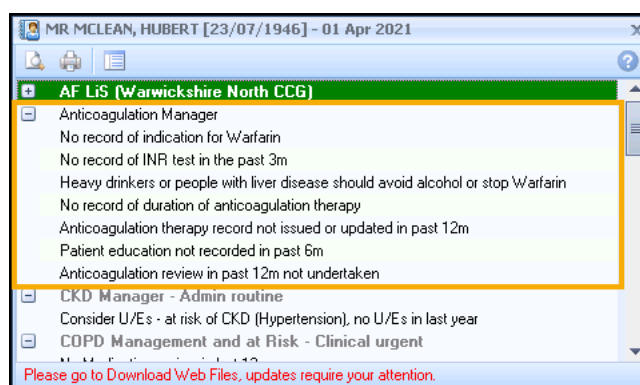 MR MCLEAN, HUBERT [23/07/1946] - 01 Apr 2021
AF LiS (Warwickshire North CCG)
Anticoagulation Manager
No record of indication for Warfarin
No record of INR test in the past 3m
Heavy drinkers or people with liver disease should avoid alcohol or stop Warfarin
No record of duration of anticoagulation therapy
Anticoagulation therapy record not issued or updated in past 12m
Patient education not recorded in past 6m
Anticoagulation review in past 12m not undertaken
CKD Manager - Admin routine
Consider U/Es - at risk of CKD (Hypertension), no U/Es in last year
COPD Management and at Risk - Clinical urgent
Please go to Download Web Files, updates require your attention.